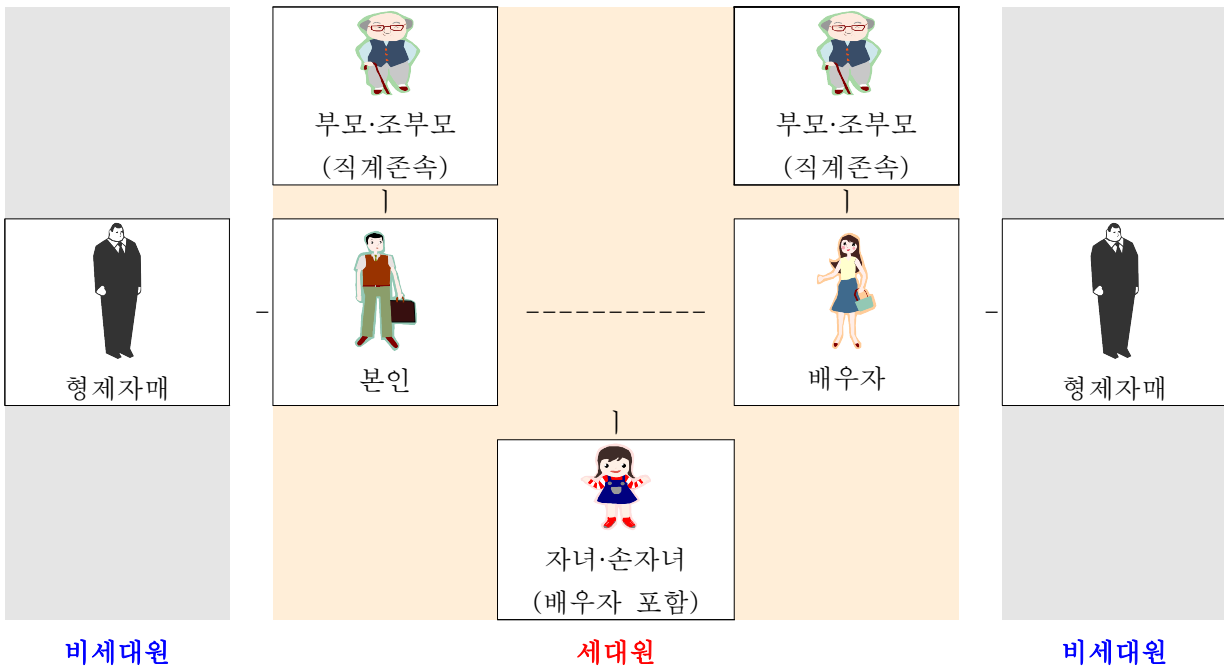 부모·조부모
(직계존속)
부모·조부모
(직계존속)
형제자매
본인
배우자
형제자매
자녀·손자녀
(배우자 포함)
비세대원
세대원
비세대원